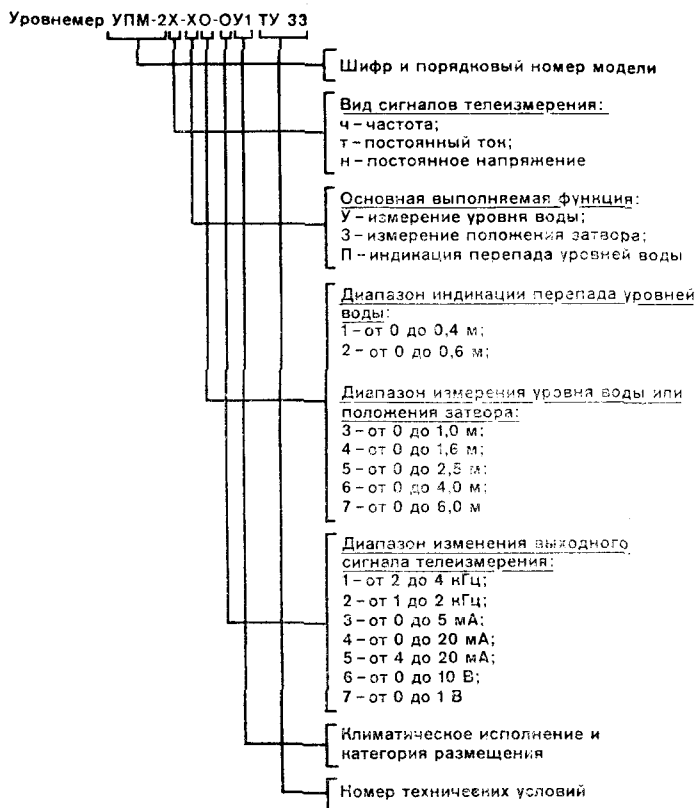 Уровнемер УПМ-2Х-ХО-ОУ1 ТУ 33
Шифр и порядковый номер модели
Вид сигналов телеизмерения:
ч – частота;
т – постоянный ток;
н – постоянное напряжение
Основная выполняемая функция:
У – измерение уровня воды;
З – измерение положения затвора;
П – индикация перепада уровней воды
Диапазон индикации перепада уровней
воды:
1 – от 0 до 0,4 м;
2 – от 0 до 0,6 м;
Диапазон измерения уровня воды или
положения затвора:
3 – от 0 до 1,0 м;
4 – от 0 до 1,6 м;
5 – от 0 до 2,5 м;
6 – от 0 до 4,0 м;
7 – от 0 до 6,0 м
Диапазон изменения выходного
сигнала телеизмерения:
1 – от 2 до 4 кГц;
2 – от 1 до 2 кГц;
3 – от 0 до 5 мА;
4 – от 0 до 20 мА;
5 – от 4 до 20 мА;
6 – от 0 до 10 В;
7 – от 0 до 1 В
Климатическое исполнение и
категория размещения
Номер технических условий